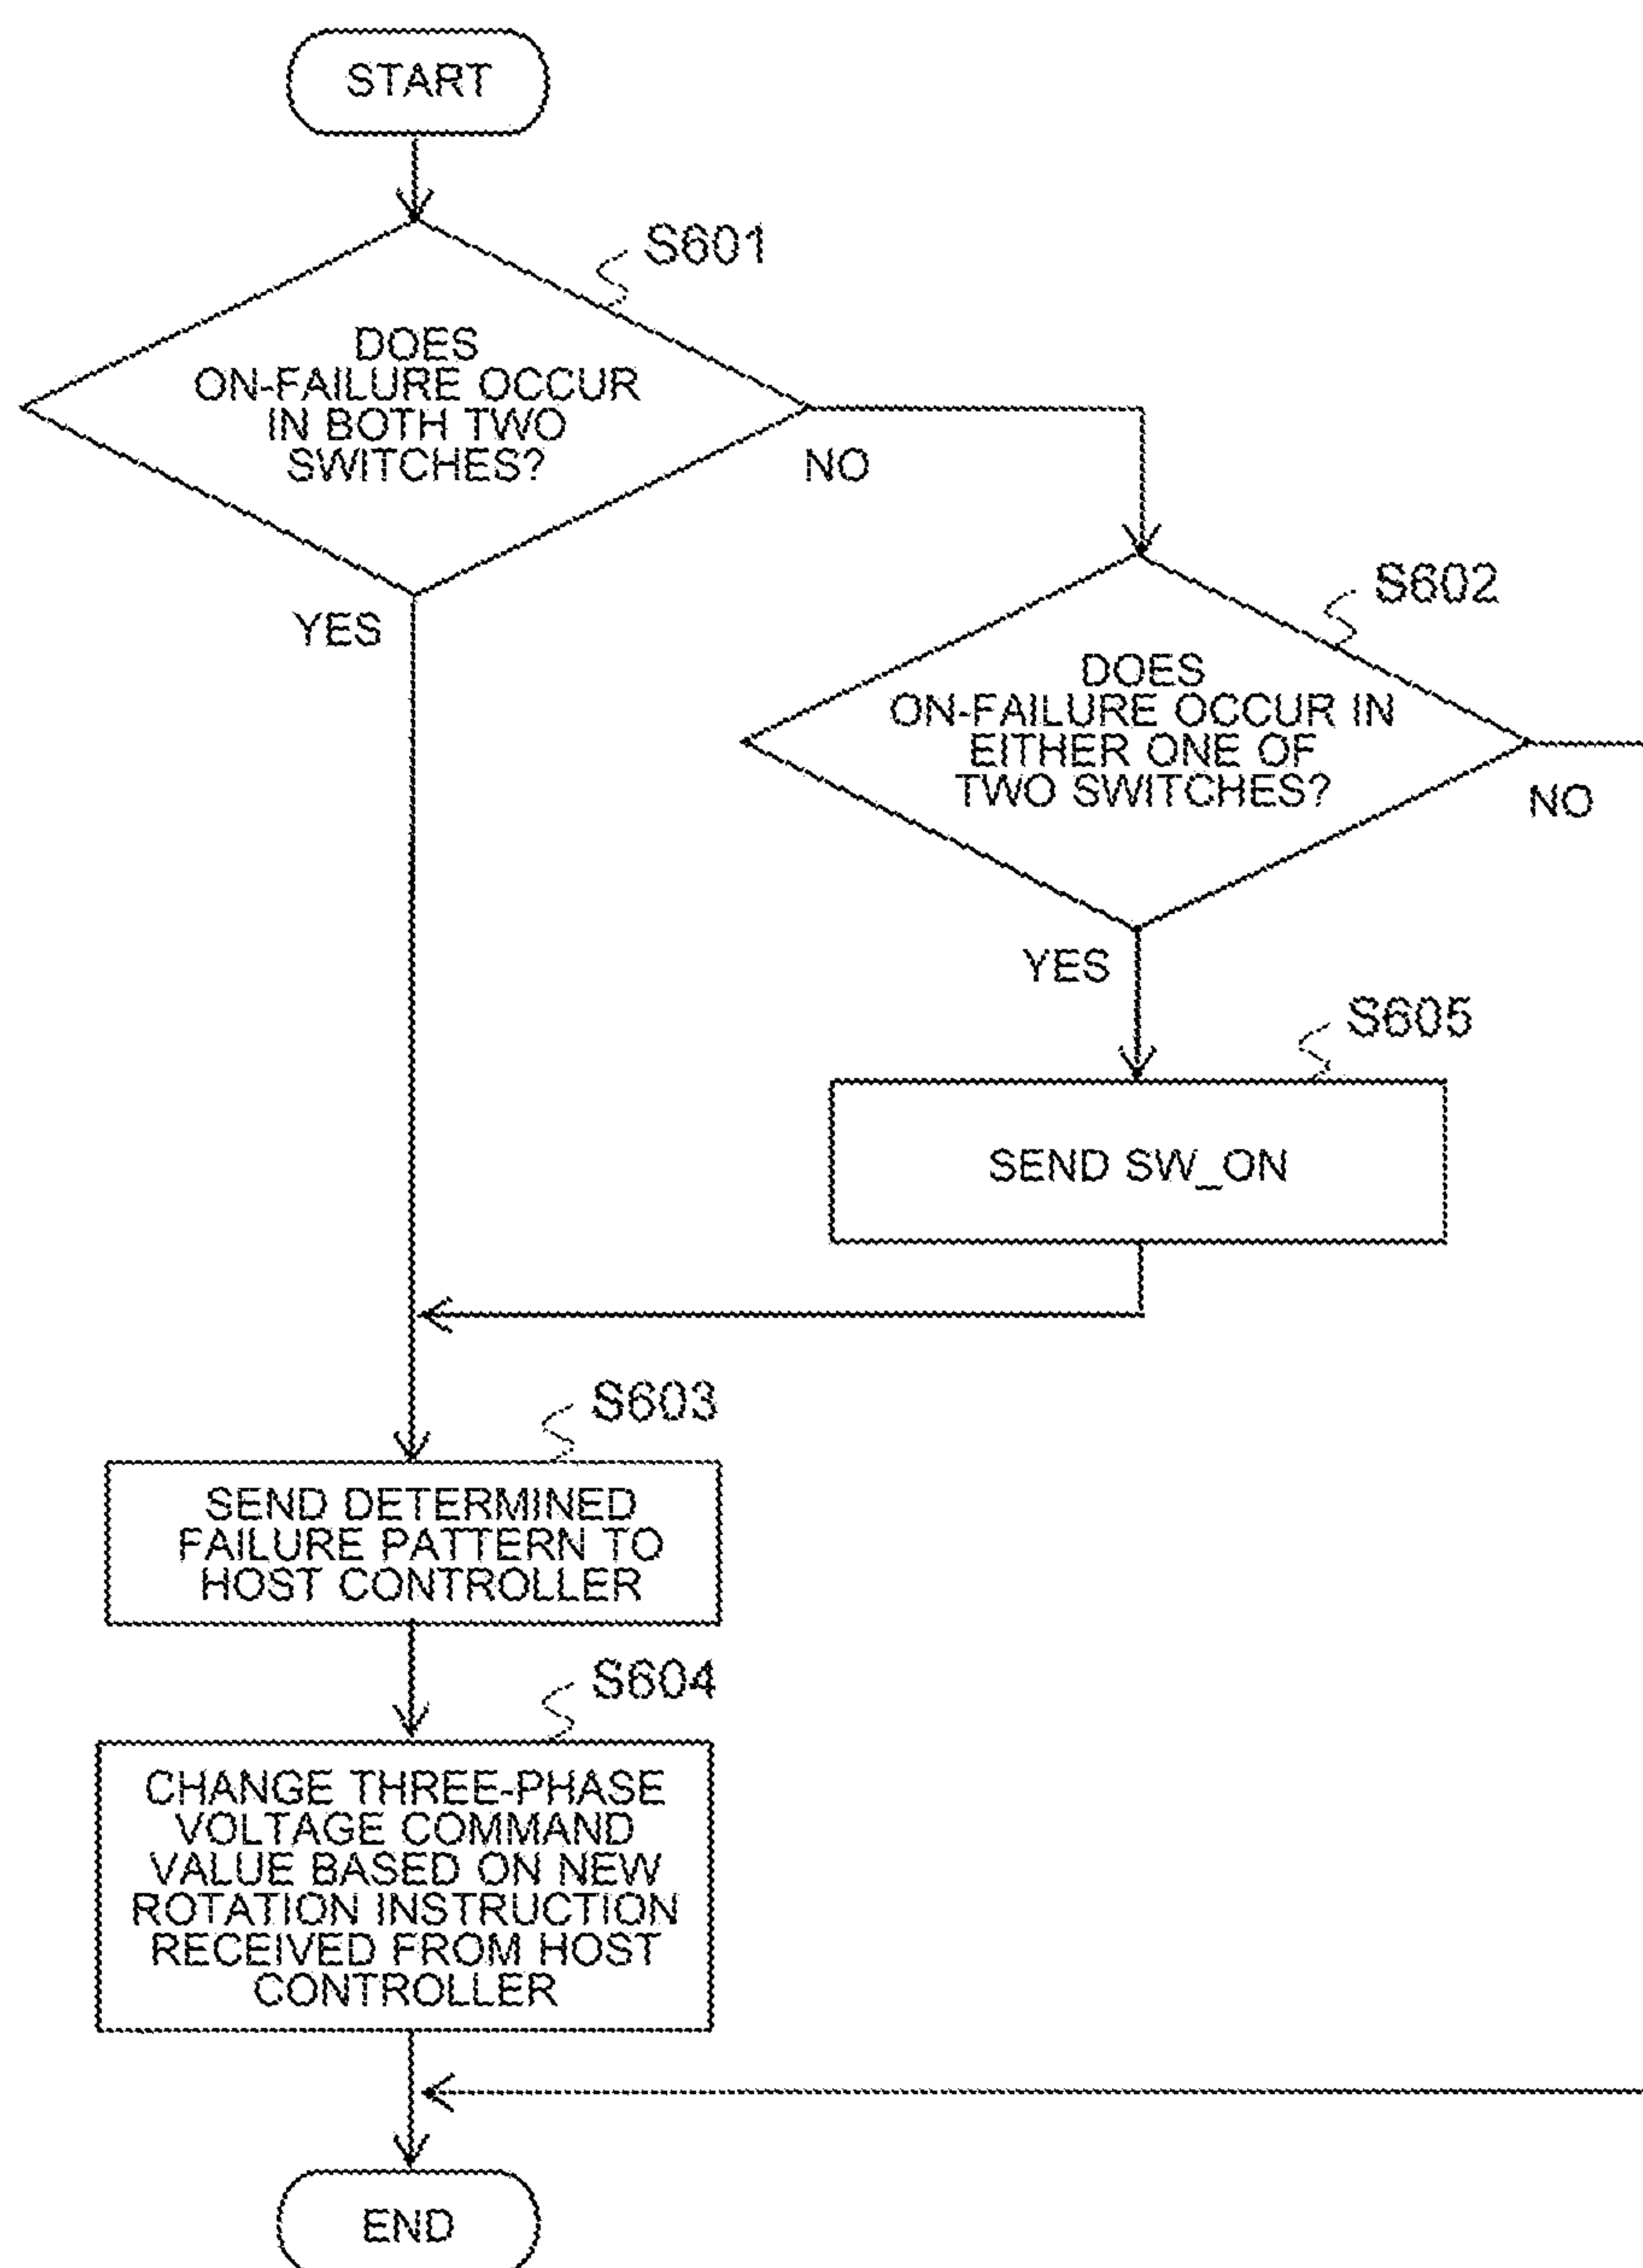 START
S601
DOES
ON-FAILURE OCCUR
IN BOTH TWO
SWITCHES?
NO
YES
S602
DOES
ON-FAILURE OCCUR IN
EITHER ONE OF
TWO SWITCHES?
NO
YES
S605
SEND SW_ON
S603
SEND DETERMINED
FAILURE PATTERN TO
HOST CONTROLLER
S604
CHANGE THREE-PHASE
VOLTAGE COMMAND
VALUE BASED ON NEW
ROTATION INSTRUCTION
RECEIVED FROM HOST
CONTROLLER
END